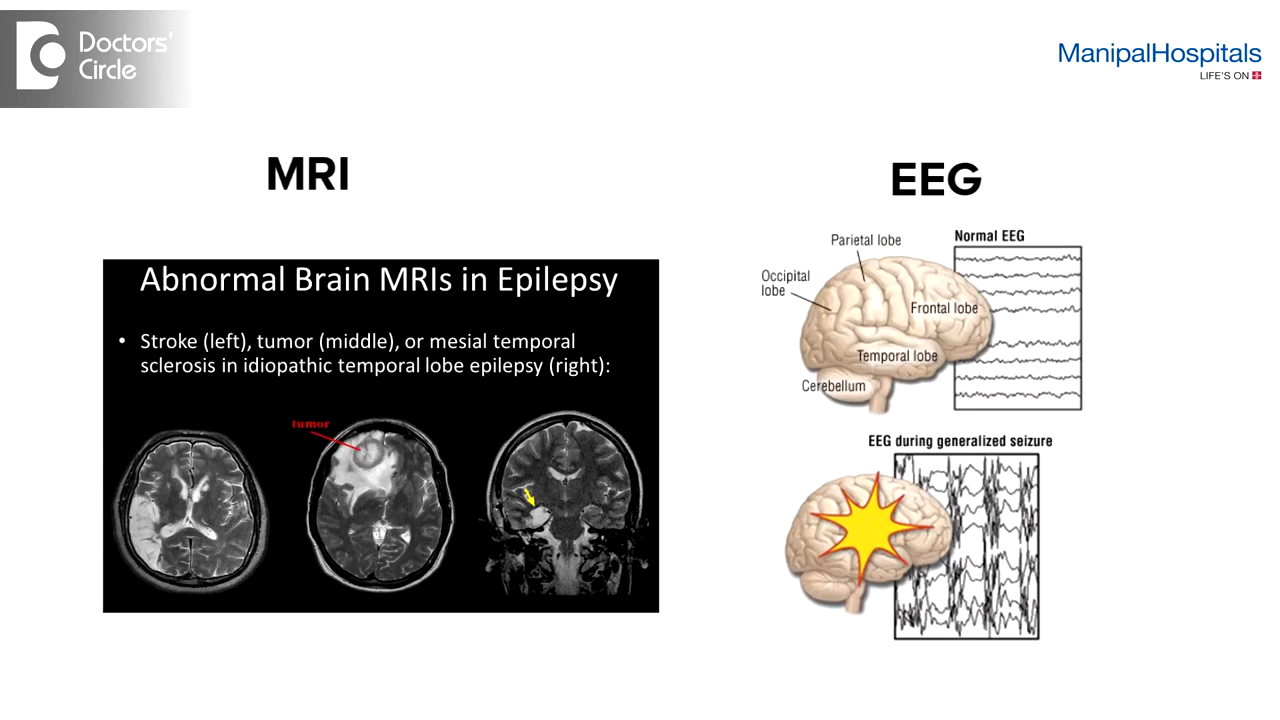 Doctors'
Circle
ManipalHospitals
LIFE'S ON
MRI
Abnormal Brain MRIs in Epilepsy
• Stroke (left), tumor (middle), or mesial temporal
sclerosis in idiopathic temporal lobe epilepsy (right):
tumor
EEG
Normal EEG
Parietal lobe
Occipital
lobe
Frontal lobe
Temporal lobe
Cerebellum
EEG during generalized seizure